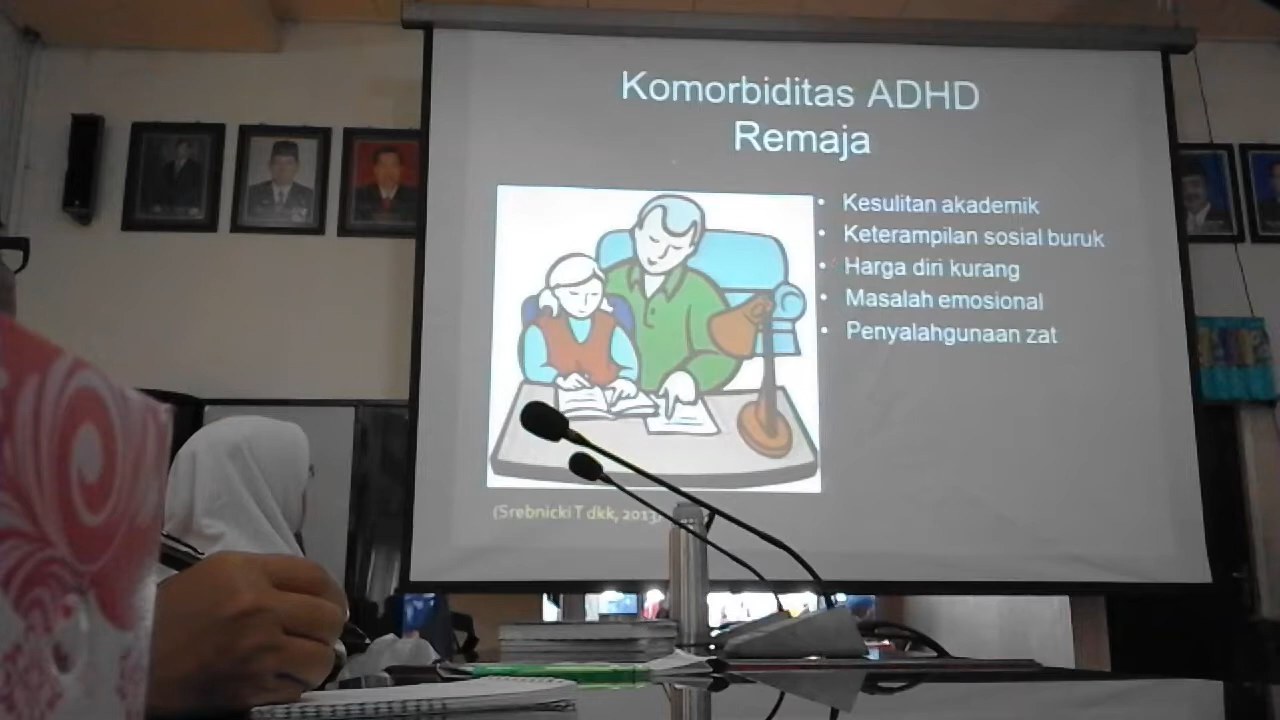 Komorbiditas ADHD
Remaja
• Kesulitan akademik
• Keterampilan sosial buruk
• Harga diri kurang
• Masalah emosional
• Penyalahgunaan zat
(Srebnicki T dkk, 2013)